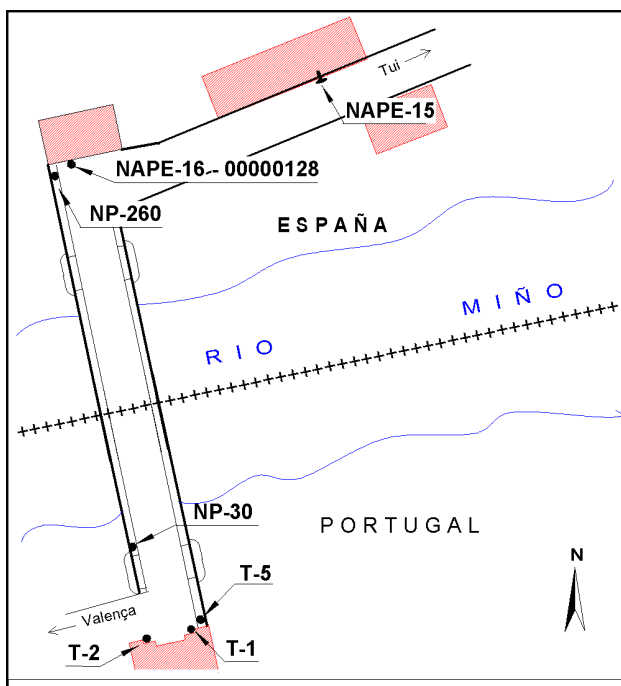 Tui
NAPE-15
NAPE-16 - 00000128
NP-260
ESPAÑA
RIO MIÑO
NP-30
PORTUGAL
N
T-5
Valença
T-2
T-1